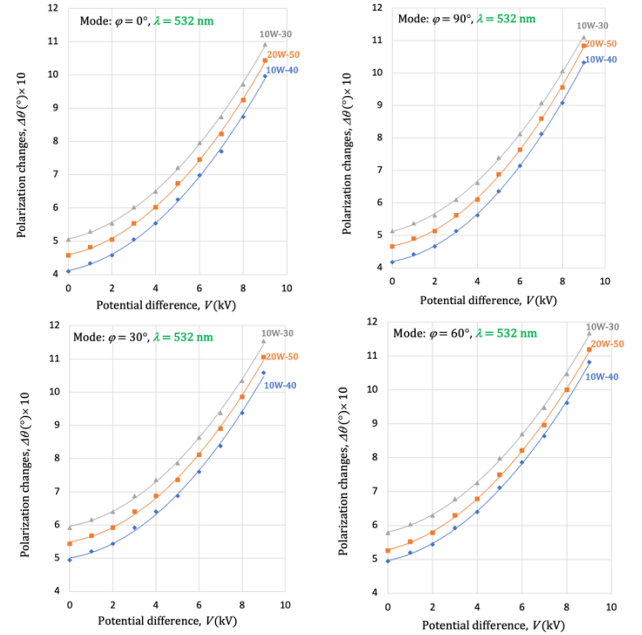 Mode: φ = 0°, λ = 532 nm
10W-30
20W-50
10W-40
12
11
10
9
8
7
6
5
4
0 2 4 6 8 10
Polarization changes, Δθ(°)× 10
Potential difference, V(kV)
Mode: φ = 90°, λ = 532 nm
10W-30
20W-50
10W-40
12
11
10
9
8
7
6
5
4
0 2 4 6 8 10
Polarization changes, Δθ(°)× 10
Potential difference, V(kV)
Mode: φ = 30°, λ = 532 nm
10W-30
20W-50
10W-40
12
11
10
9
8
7
6
5
4
0 2 4 6 8 10
Polarization changes, Δθ(°)× 10
Potential difference, V(kV)
Mode: φ = 60°, λ = 532 nm
10W-30
20W-50
10W-40
12
11
10
9
8
7
6
5
4
0 2 4 6 8 10
Polarization changes, Δθ(°)× 10
Potential difference, V(kV)